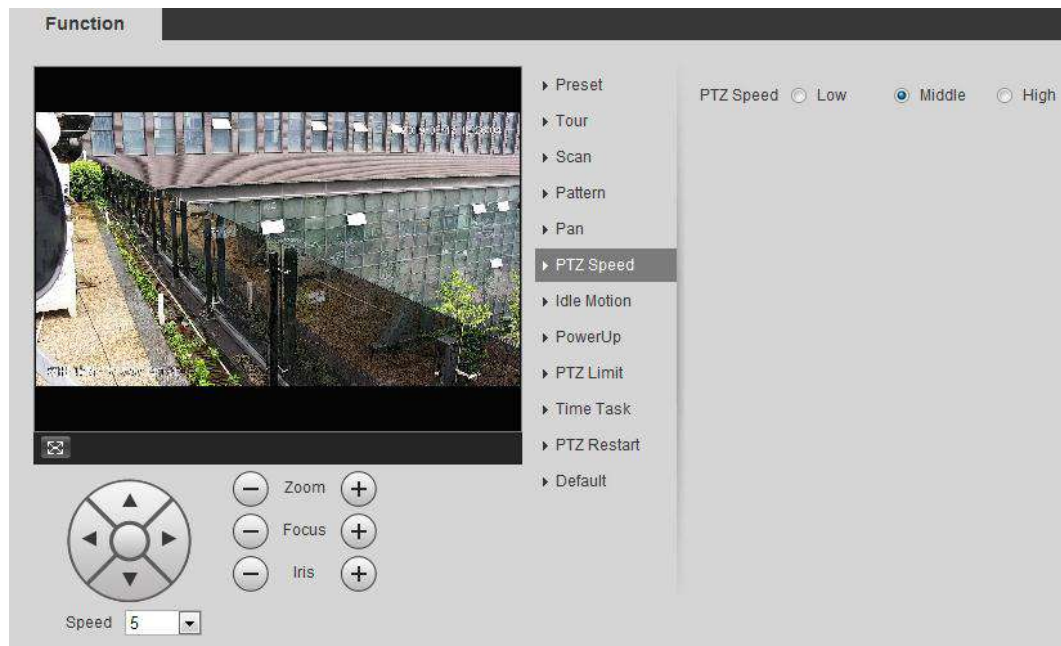 Function
Preset
Tour
Scan
Pattern
Pan
PTZ Speed
Idle Motion
PowerUp
PTZ Limit
Time Task
PTZ Restart
Default
PTZ Speed Low Middle High
Zoom
Focus
Iris
Speed 5